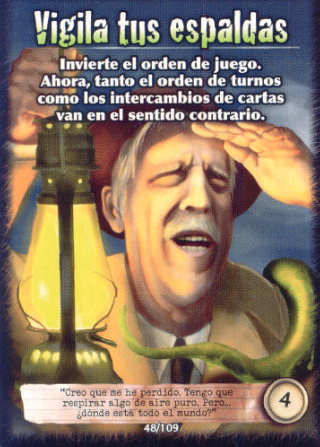 Vigila tus espaldas
Invierte el orden de juego.
Ahora, tanto el orden de turnos
como los intercambios de cartas
van en el sentido contrario.
"Creo que me he perdido. Tengo que
respirar algo de aire puro. Pero...
¿dónde está todo el mundo?"
4
48/109